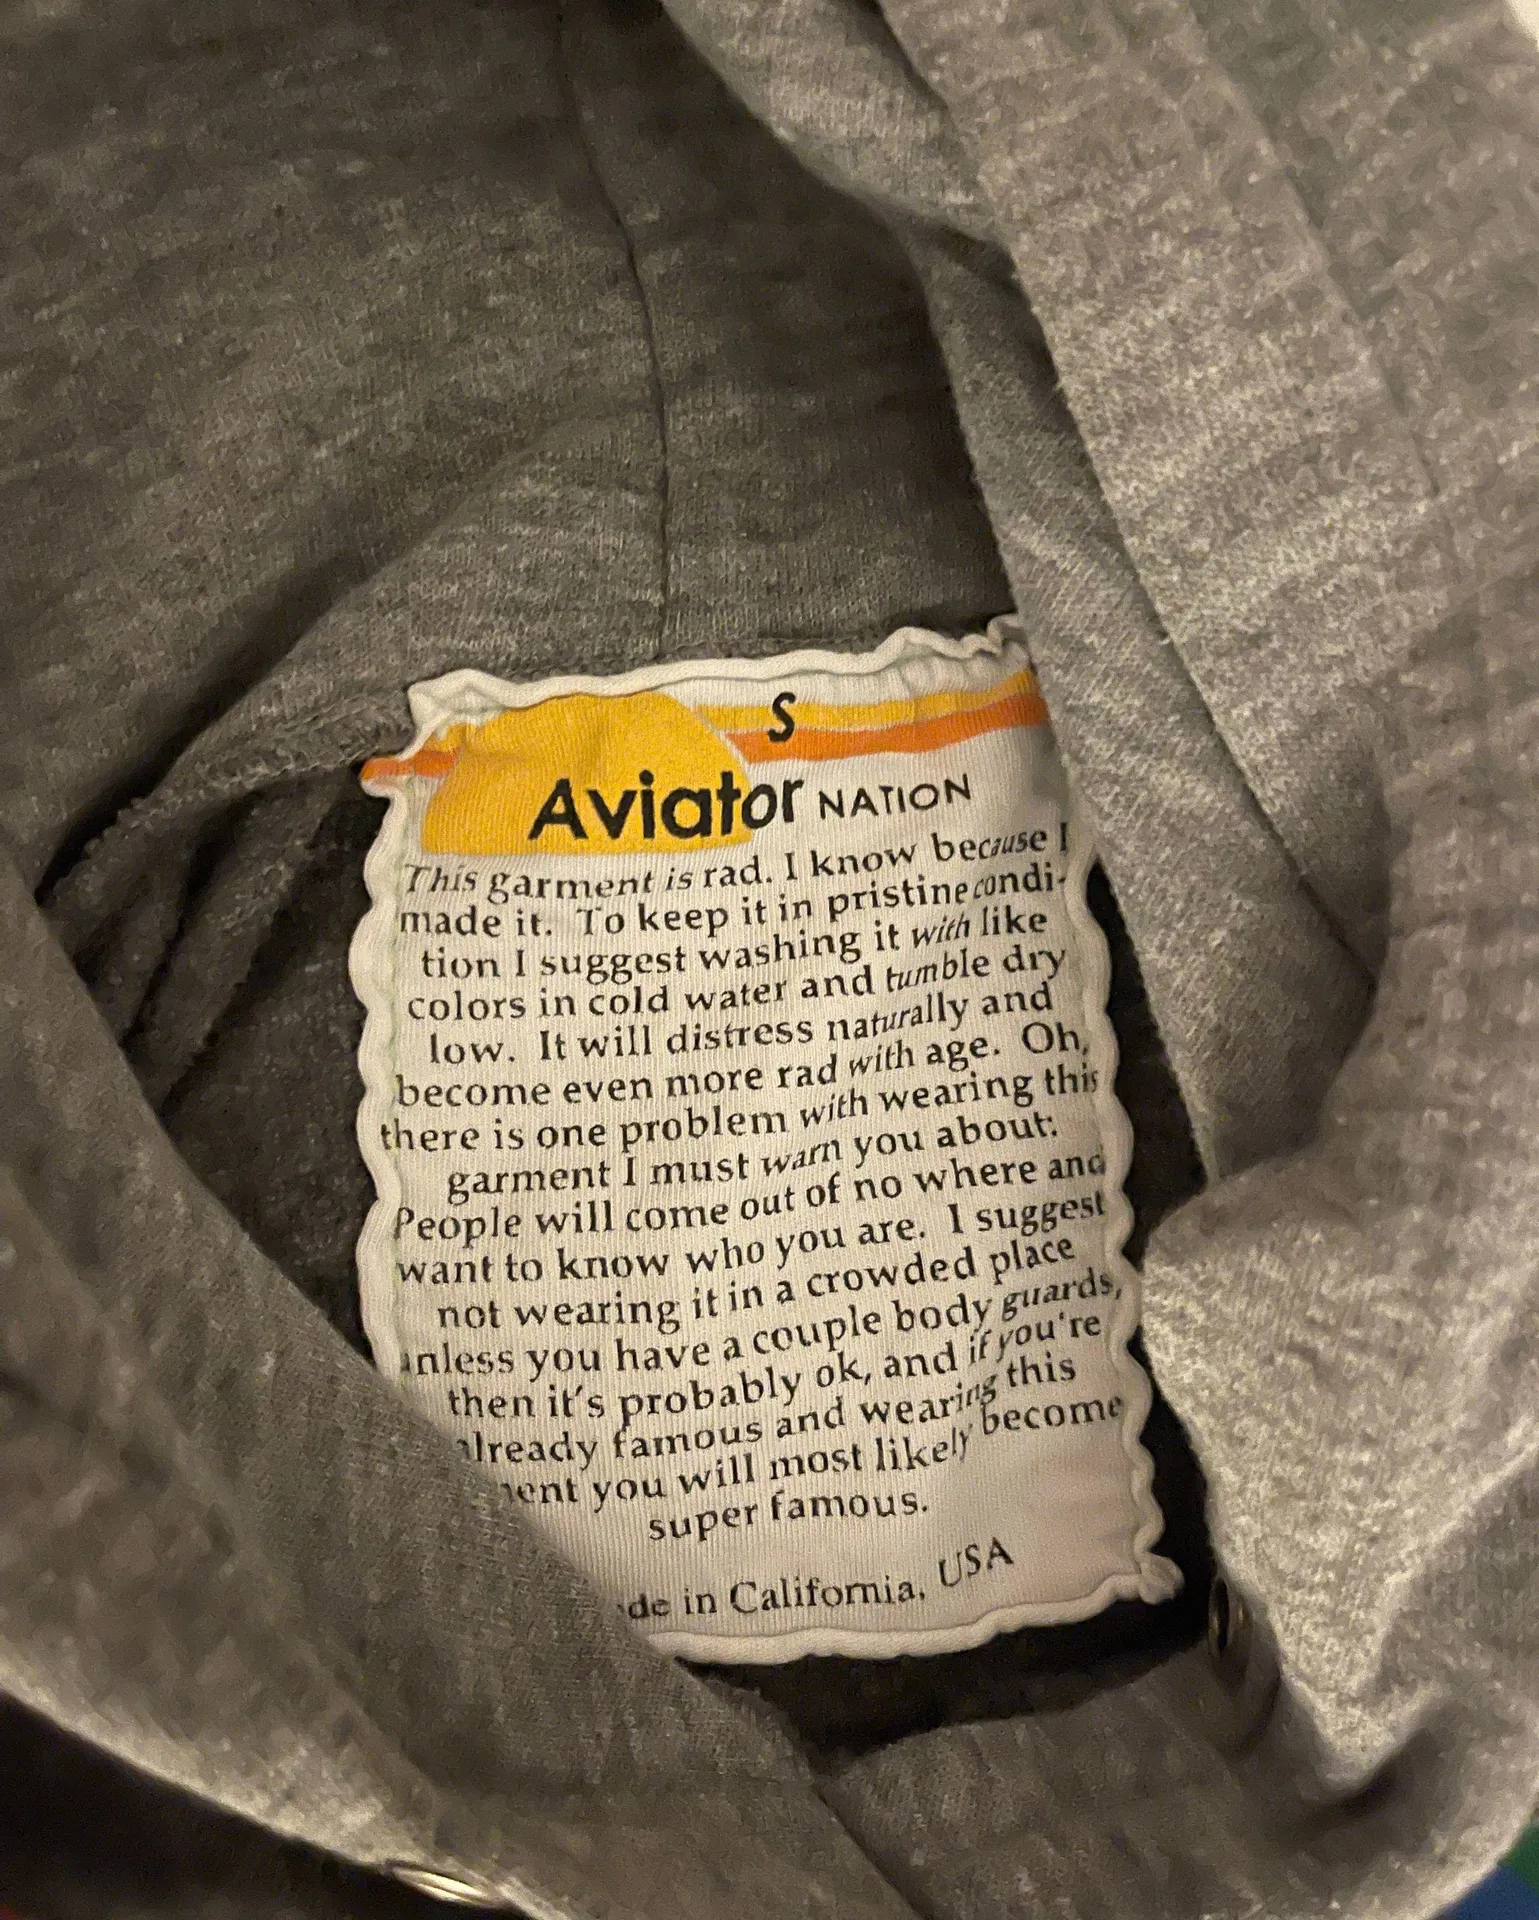 S
Aviator NATION
This garment is rad. I know because I
made it. To keep it in pristine condi-
tion I suggest washing it with like
colors in cold water and tumble dry
low. It will distress naturally and
become even more rad with age. Oh,
there is one problem with wearing this
garment I must warn you about:
People will come out of no where and
want to know who you are. I suggest
not wearing it in a crowded place
unless you have a couple body guards,
then it's probably ok, and if you're
already famous and wearing this
ment you will most likely become
super famous.
de in California, USA